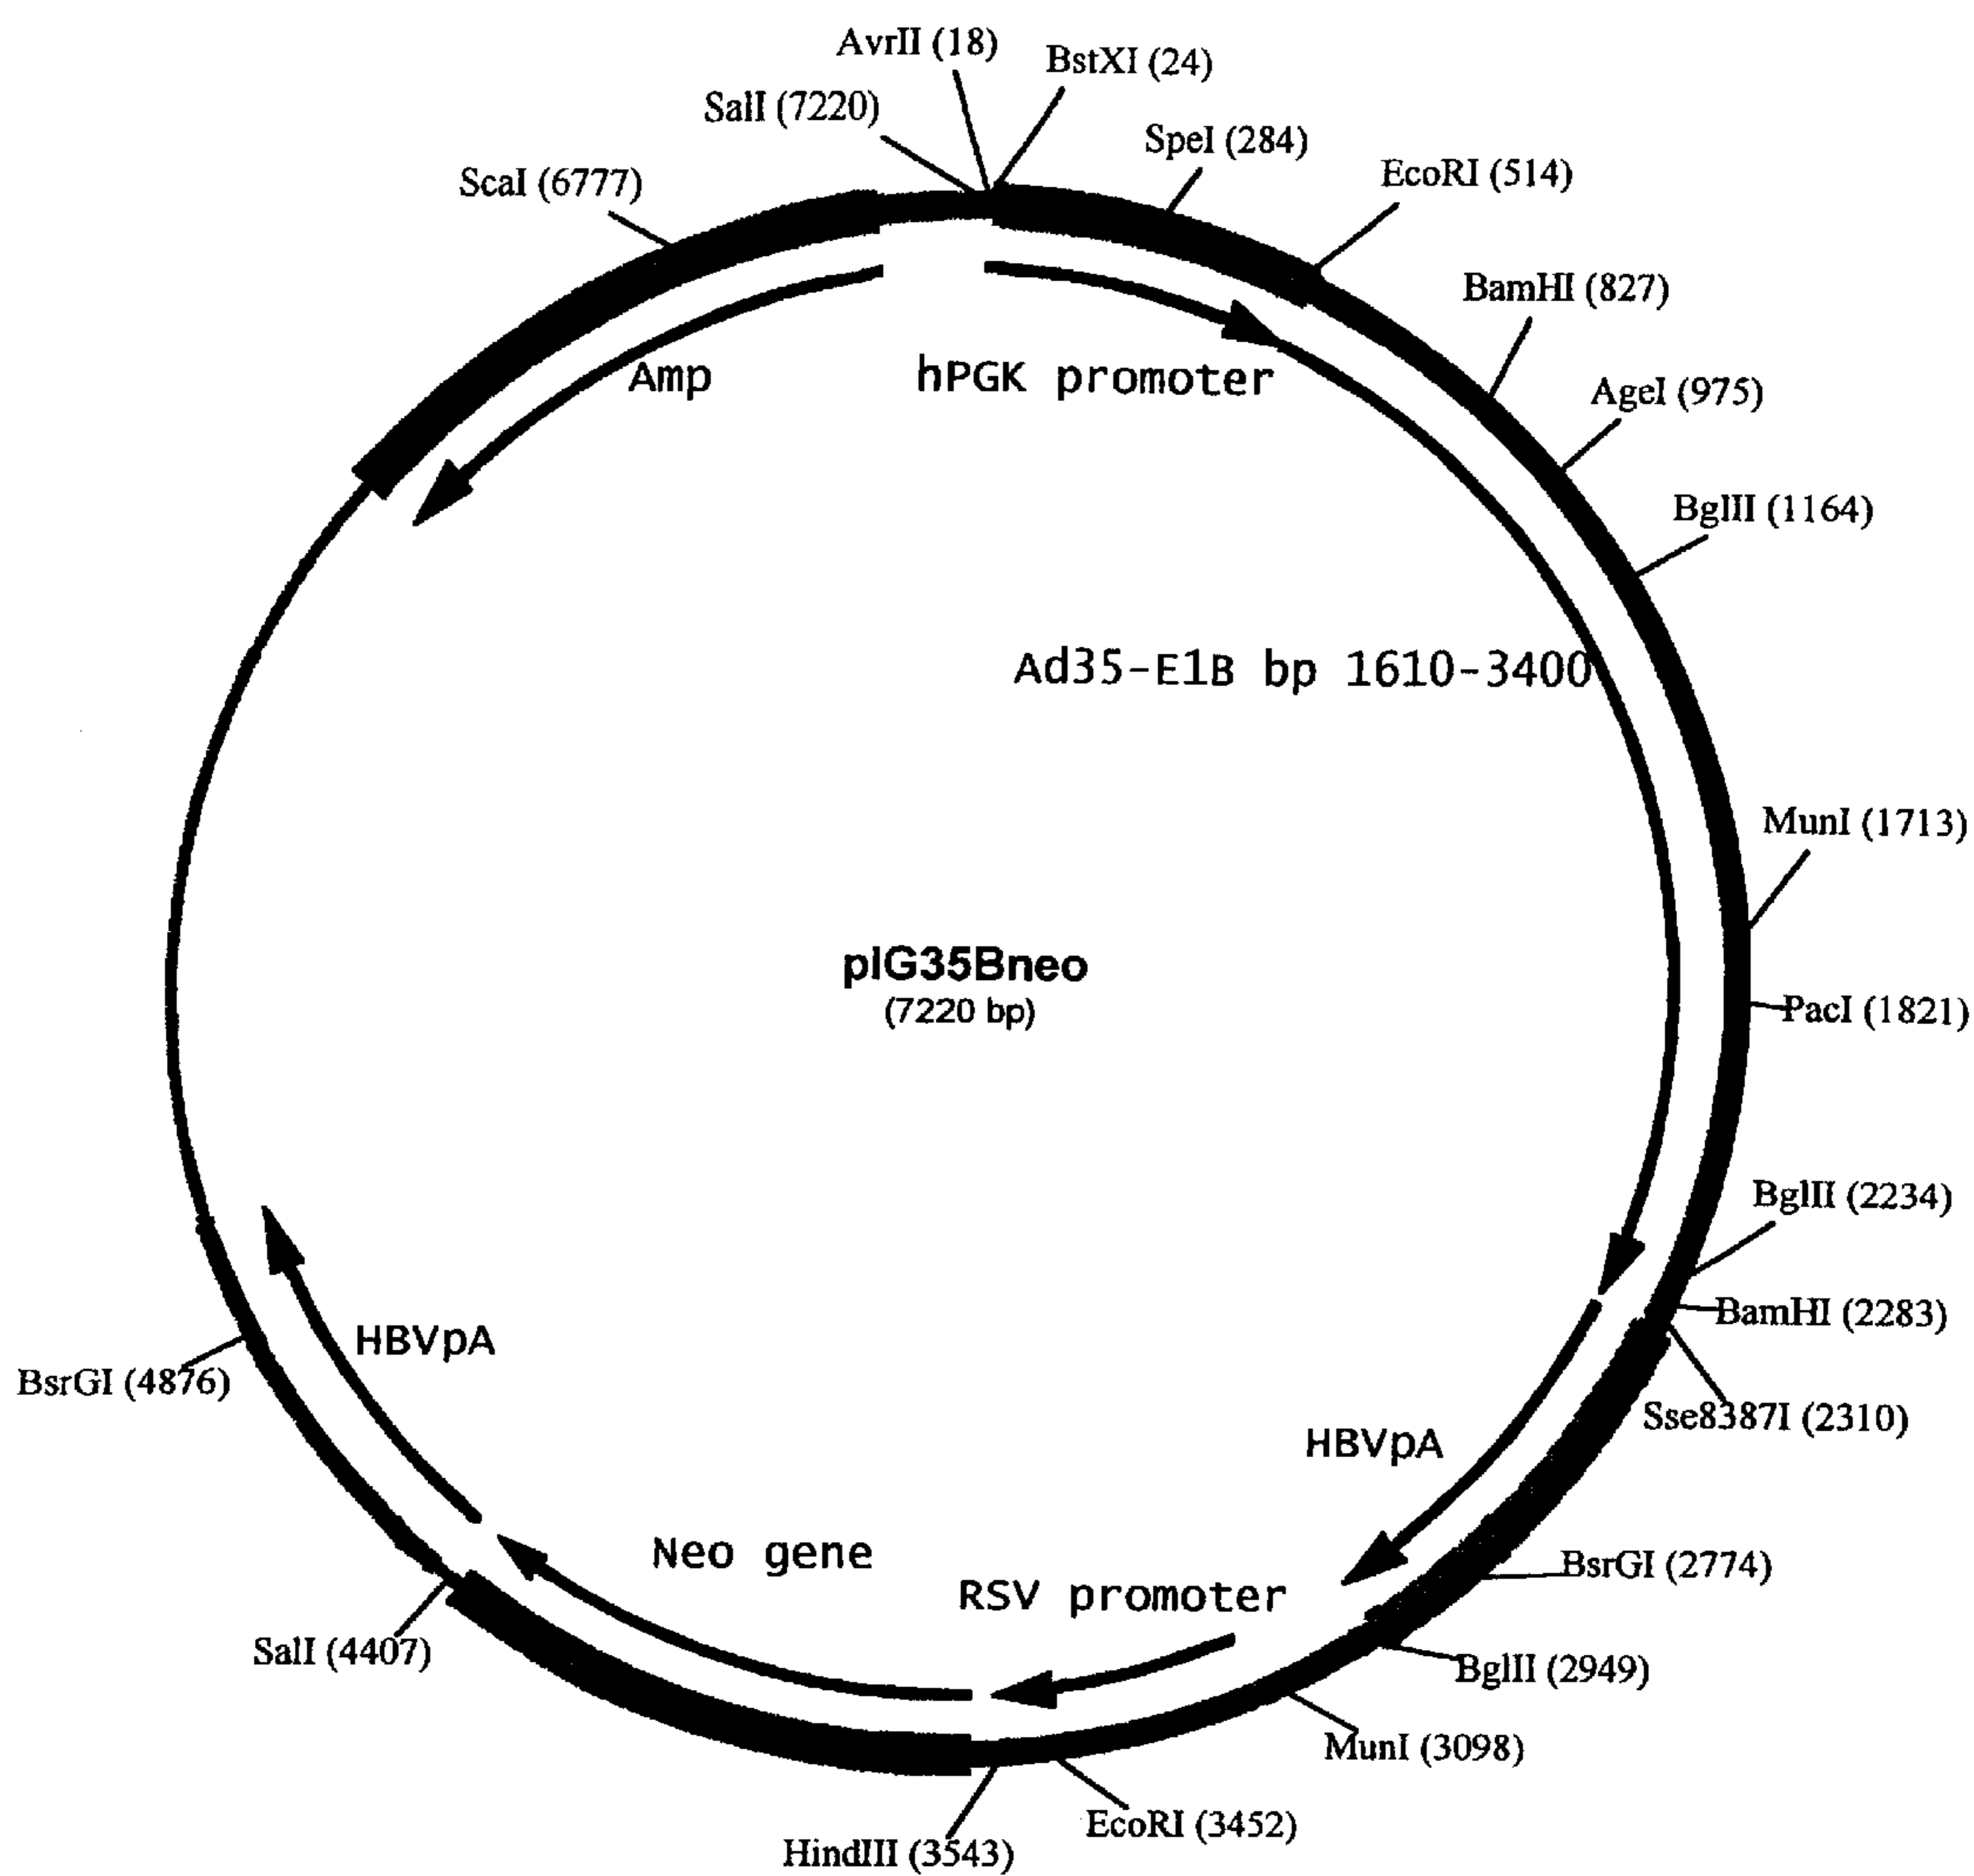 AvrII (18)
BstXI (24)
SalI (7220)
SpeI (284)
ScaI (6777)
EcoRI (514)
BamHI (827)
Amp
hPGK promoter
AgeI (975)
BglII (1164)
Ad35-E1B bp 1610-3400
MunI (1713)
pIG35Bneo
(7220 bp)
PacI (1821)
BglII (2234)
BamHI (2283)
HBVpA
BsrGI (4876)
Sse8387I (2310)
HBVpA
Neo gene
BsrGI (2774)
RSV promoter
SalI (4407)
BglII (2949)
MunI (3098)
EcoRI (3452)
HindIII (3543)